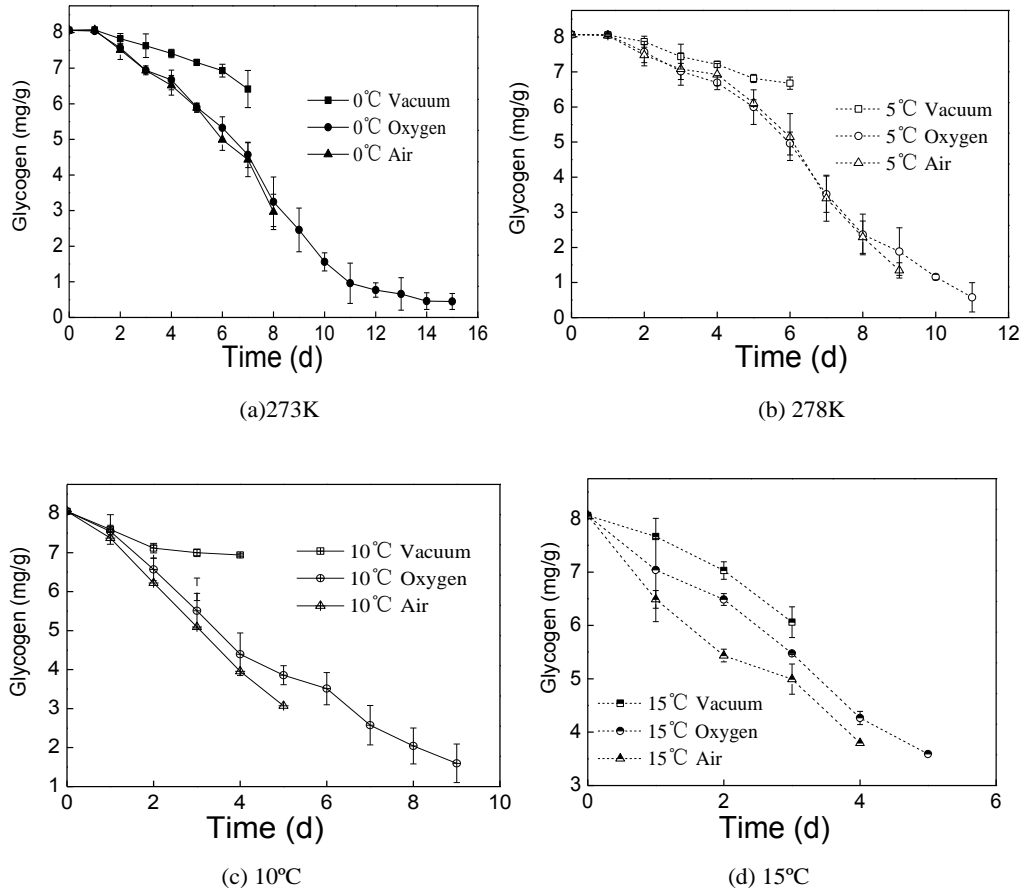 8
7
6
5
4
3
2
1
0
Glycogen (mg/g)
0℃ Vacuum
0℃ Oxygen
0℃ Air
0 2 4 6 8 10 12 14 16
Time (d)
(a)273K
8
7
6
5
4
3
2
1
0
Glycogen (mg/g)
5℃ Vacuum
5℃ Oxygen
5℃ Air
0 2 4 6 8 10 12
Time (d)
(b) 278K
8
7
6
5
4
3
2
1
Glycogen (mg/g)
10℃ Vacuum
10℃ Oxygen
10℃ Air
0 2 4 6 8 10
Time (d)
(c) 10ºC
8
7
6
5
4
3
Glycogen (mg/g)
15℃ Vacuum
15℃ Oxygen
15℃ Air
0 2 4 6
Time (d)
(d) 15ºC